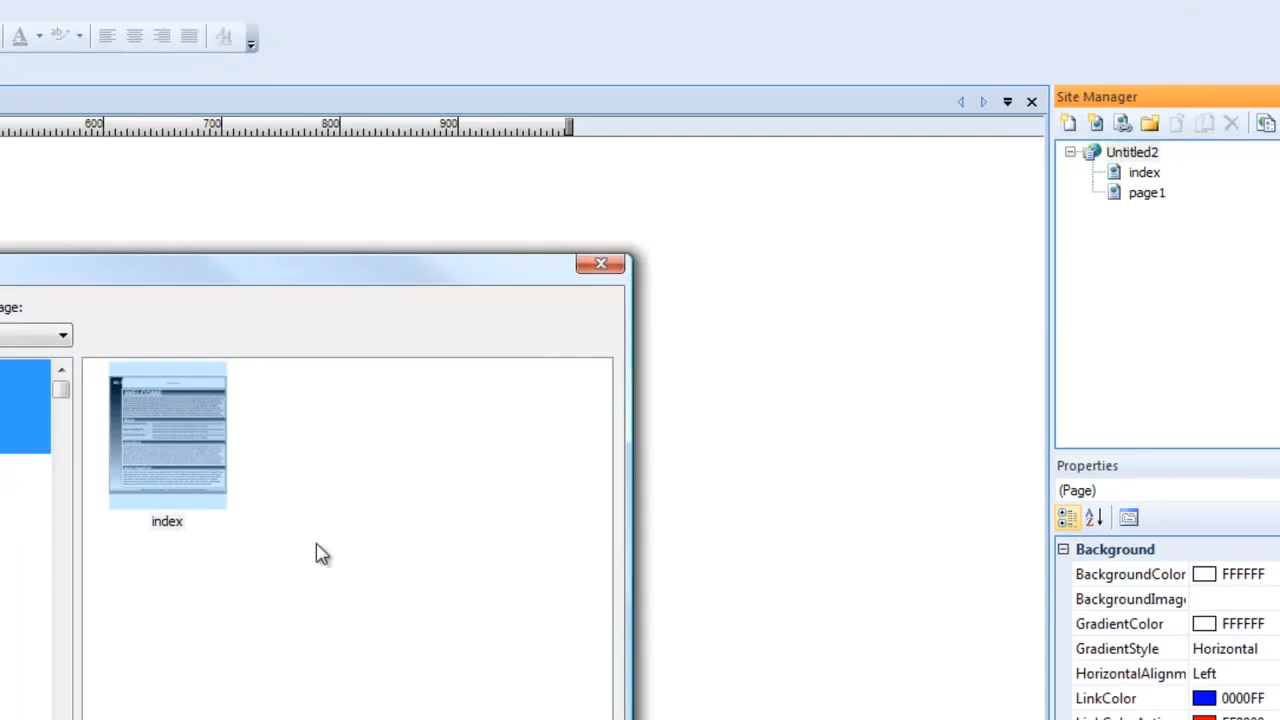 Site Manager
600
700
800
900
Untitled2
index
page1
age:
index
Properties
(Page)
Background
BackgroundColor FFFFFF
BackgroundImag
GradientColor FFFFFF
GradientStyle Horizontal
HorizontalAlignm Left
LinkColor 0000FF